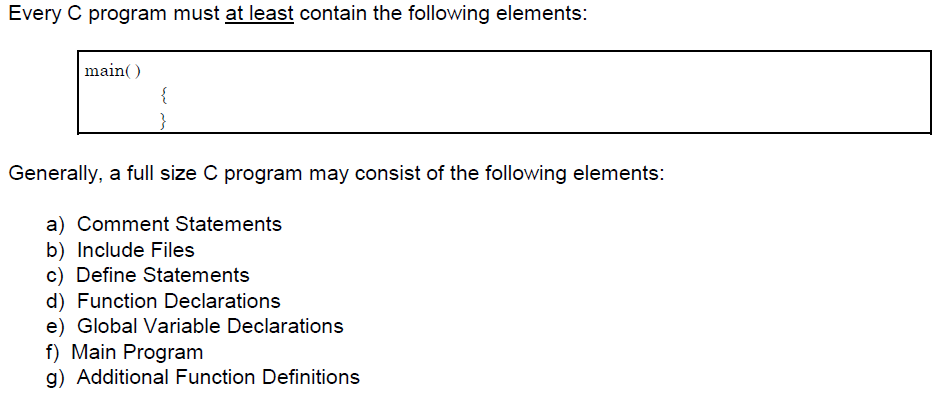 Every C program must at least contain the following elements:
main( )
{
}
Generally, a full size C program may consist of the following elements:
a) Comment Statements
b) Include Files
c) Define Statements
d) Function Declarations
e) Global Variable Declarations
f) Main Program
g) Additional Function Definitions